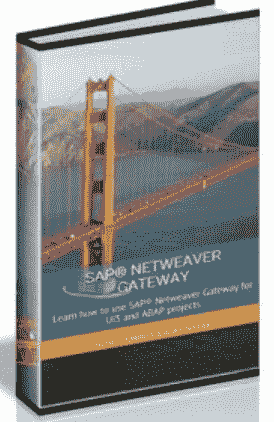 SAP® NETWEAVER
GATEWAY
Learn how to use SAP® Netweaver Gateway for
UI5 and ABAP projects